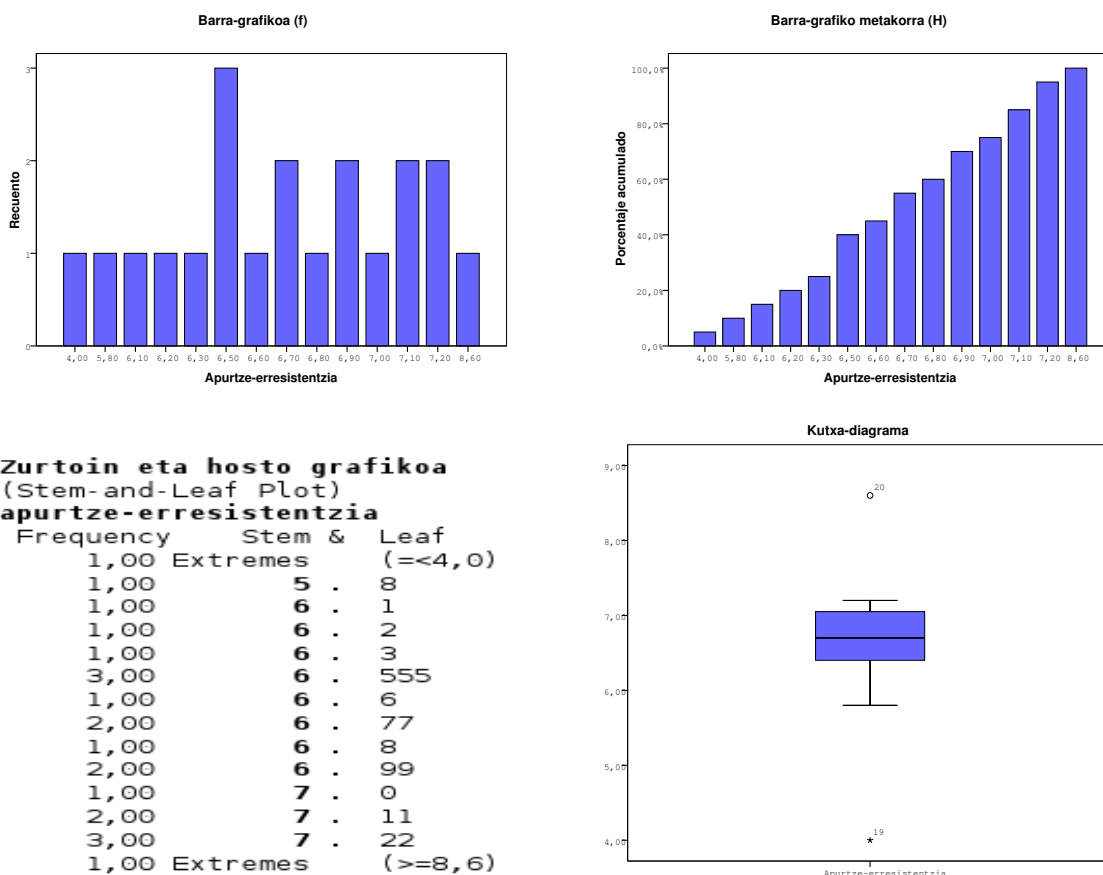 Barra-grafikoa (f)
Recuento
3
2
1
0
4,00 5,80 6,10 6,20 6,30 6,50 6,60 6,70 6,80 6,90 7,00 7,10 7,20 8,60
Apurtze-erresistentzia
Barra-grafiko metakorra (H)
Porcentaje acumulado
100,0%
80,0%
60,0%
40,0%
20,0%
0,0%
4,00 5,80 6,10 6,20 6,30 6,50 6,60 6,70 6,80 6,90 7,00 7,10 7,20 8,60
Apurtze-erresistentzia
Zurtoin eta hosto grafikoa
(Stem-and-Leaf Plot)
apurtze-erresistentzia
Frequency Stem & Leaf
1,00 Extremes (=<4,0)
1,00 5 . 8
1,00 6 . 1
1,00 6 . 2
1,00 6 . 3
3,00 6 . 555
1,00 6 . 6
2,00 6 . 77
1,00 6 . 8
2,00 6 . 99
1,00 7 . 0
2,00 7 . 11
3,00 7 . 22
1,00 Extremes (>=8,6)
Kutxa-diagrama
9,00
8,00
7,00
6,00
5,00
4,00
20
19
Apurtze-erresistentzia